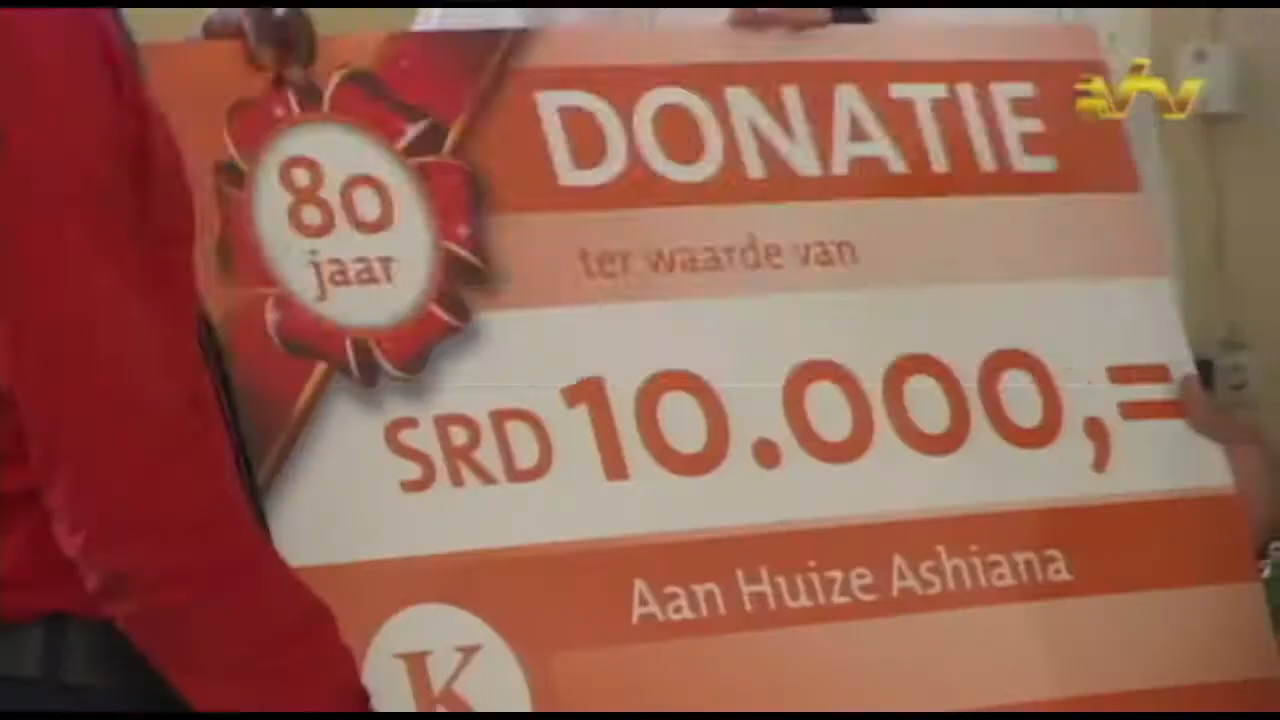 DONATIE
80
jaar
ter waarde van
SRD 10.000,=
Aan Huize Ashiana
K